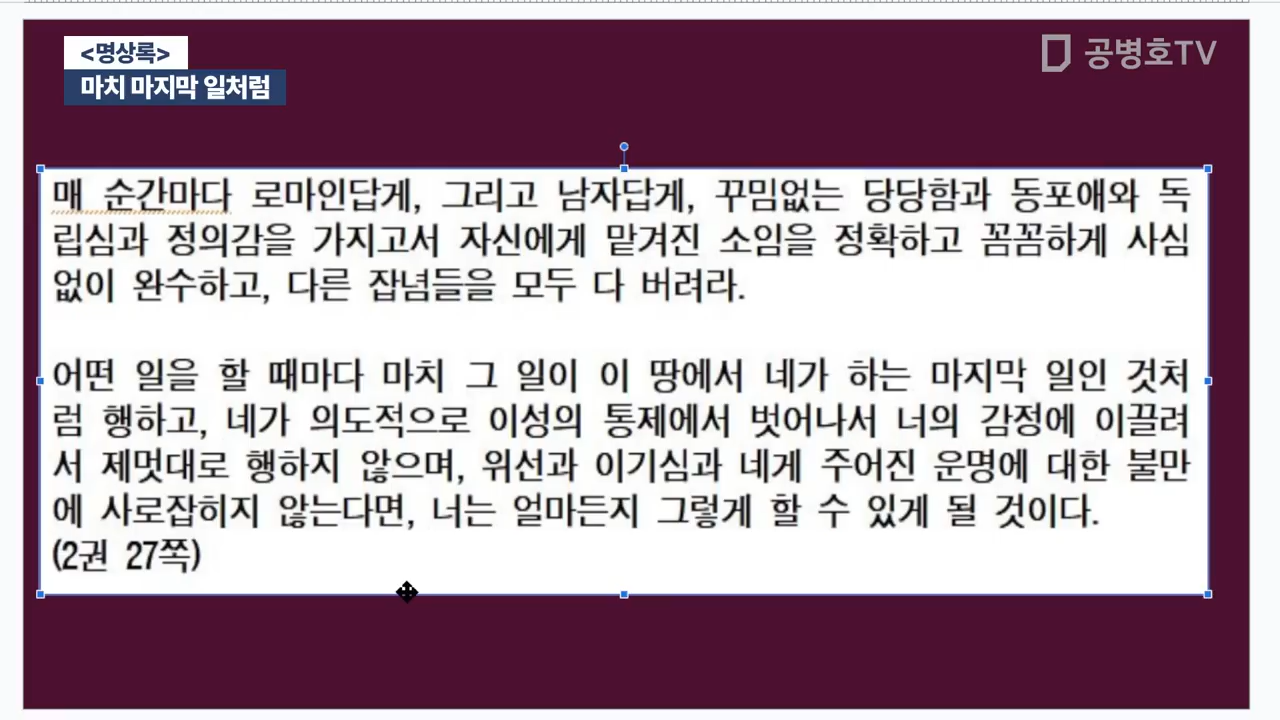 <명상록>
마치 마지막 일처럼
공병호TV
매 순간마다 로마인답게, 그리고 남자답게, 꾸밈없는 당당함과 동포애와 독
립심과 정의감을 가지고서 자신에게 맡겨진 소임을 정확하고 꼼꼼하게 사심
없이 완수하고, 다른 잡념들을 모두 다 버려라.
어떤 일을 할 때마다 마치 그 일이 이 땅에서 네가 하는 마지막 일인 것처
럼 행하고, 네가 의도적으로 이성의 통제에서 벗어나서 너의 감정에 이끌려
서 제멋대로 행하지 않으며, 위선과 이기심과 네게 주어진 운명에 대한 불만
에 사로잡히지 않는다면, 너는 얼마든지 그렇게 할 수 있게 될 것이다.
(2권 27쪽)